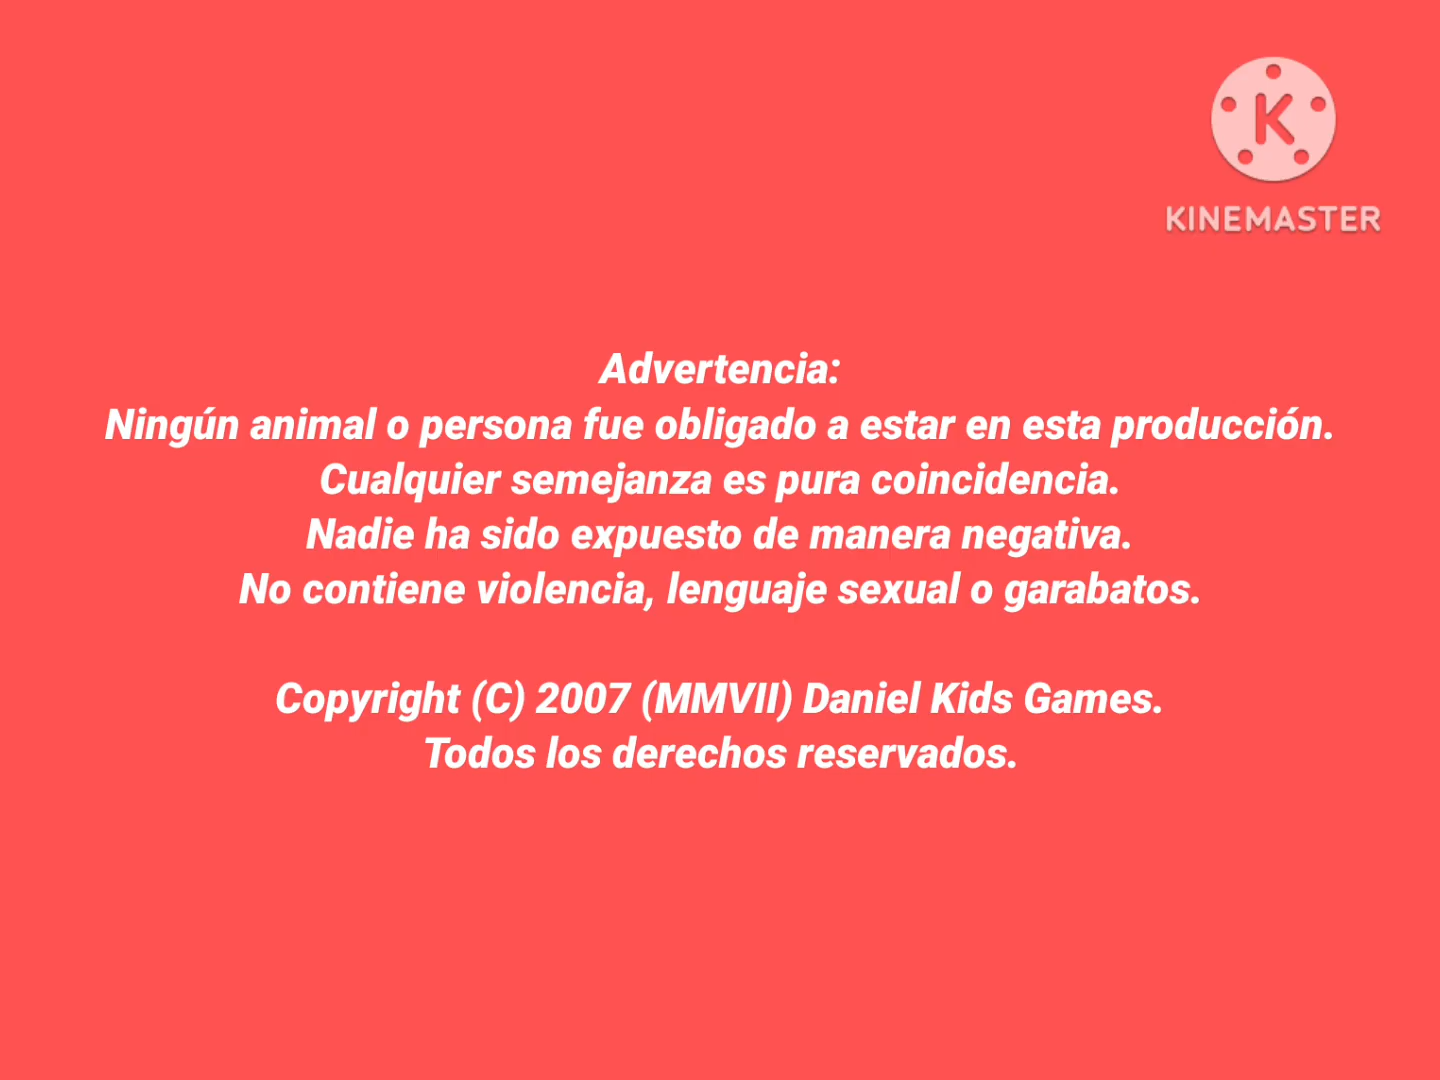 K
KINEMASTER
Advertencia:
Ningún animal o persona fue obligado a estar en esta producción.
Cualquier semejanza es pura coincidencia.
Nadie ha sido expuesto de manera negativa.
No contiene violencia, lenguaje sexual o garabatos.
Copyright (C) 2007 (MMVII) Daniel Kids Games.
Todos los derechos reservados.